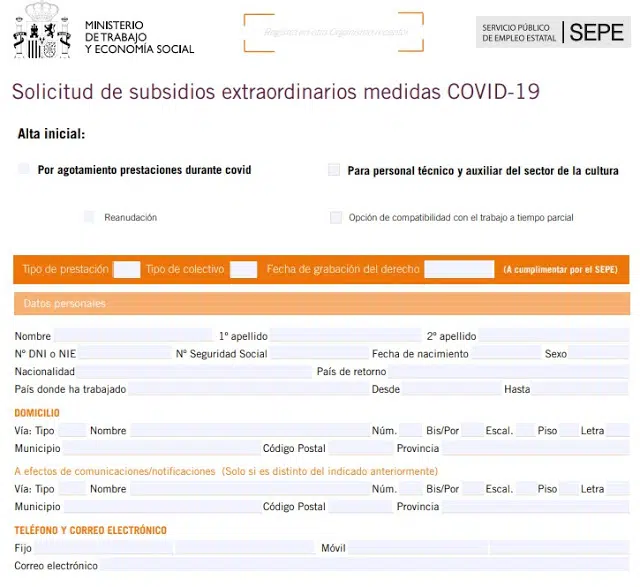 MINISTERIO
DE TRABAJO
Y ECONOMÍA SOCIAL
SERVICIO PÚBLICO
DE EMPLEO ESTATAL
SEPE
Solicitud de subsidios extraordinarios medidas COVID-19
Alta inicial:
Por agotamiento prestaciones durante covid
Para personal técnico y auxiliar del sector de la cultura
Reanudación
Opción de compatibilidad con el trabajo a tiempo parcial
Tipo de prestación Tipo de colectivo Fecha de grabación del derecho (A cumplimentar por el SEPE)
Datos personales
Nombre 1º apellido 2º apellido
Nº DNI o NIE Nº Seguridad Social Fecha de nacimiento Sexo
Nacionalidad País de retorno
País donde ha trabajado Desde Hasta
DOMICILIO
Vía: Tipo Nombre Núm. Bis/Por Escal. Piso Letra
Municipio Código Postal Provincia
A efectos de comunicaciones/notificaciones (Solo si es distinto del indicado anteriormente)
Vía: Tipo Nombre Núm. Bis/Por Escal. Piso Letra
Municipio Código Postal Provincia
TELÉFONO Y CORREO ELECTRÓNICO
Fijo Móvil
Correo electrónico